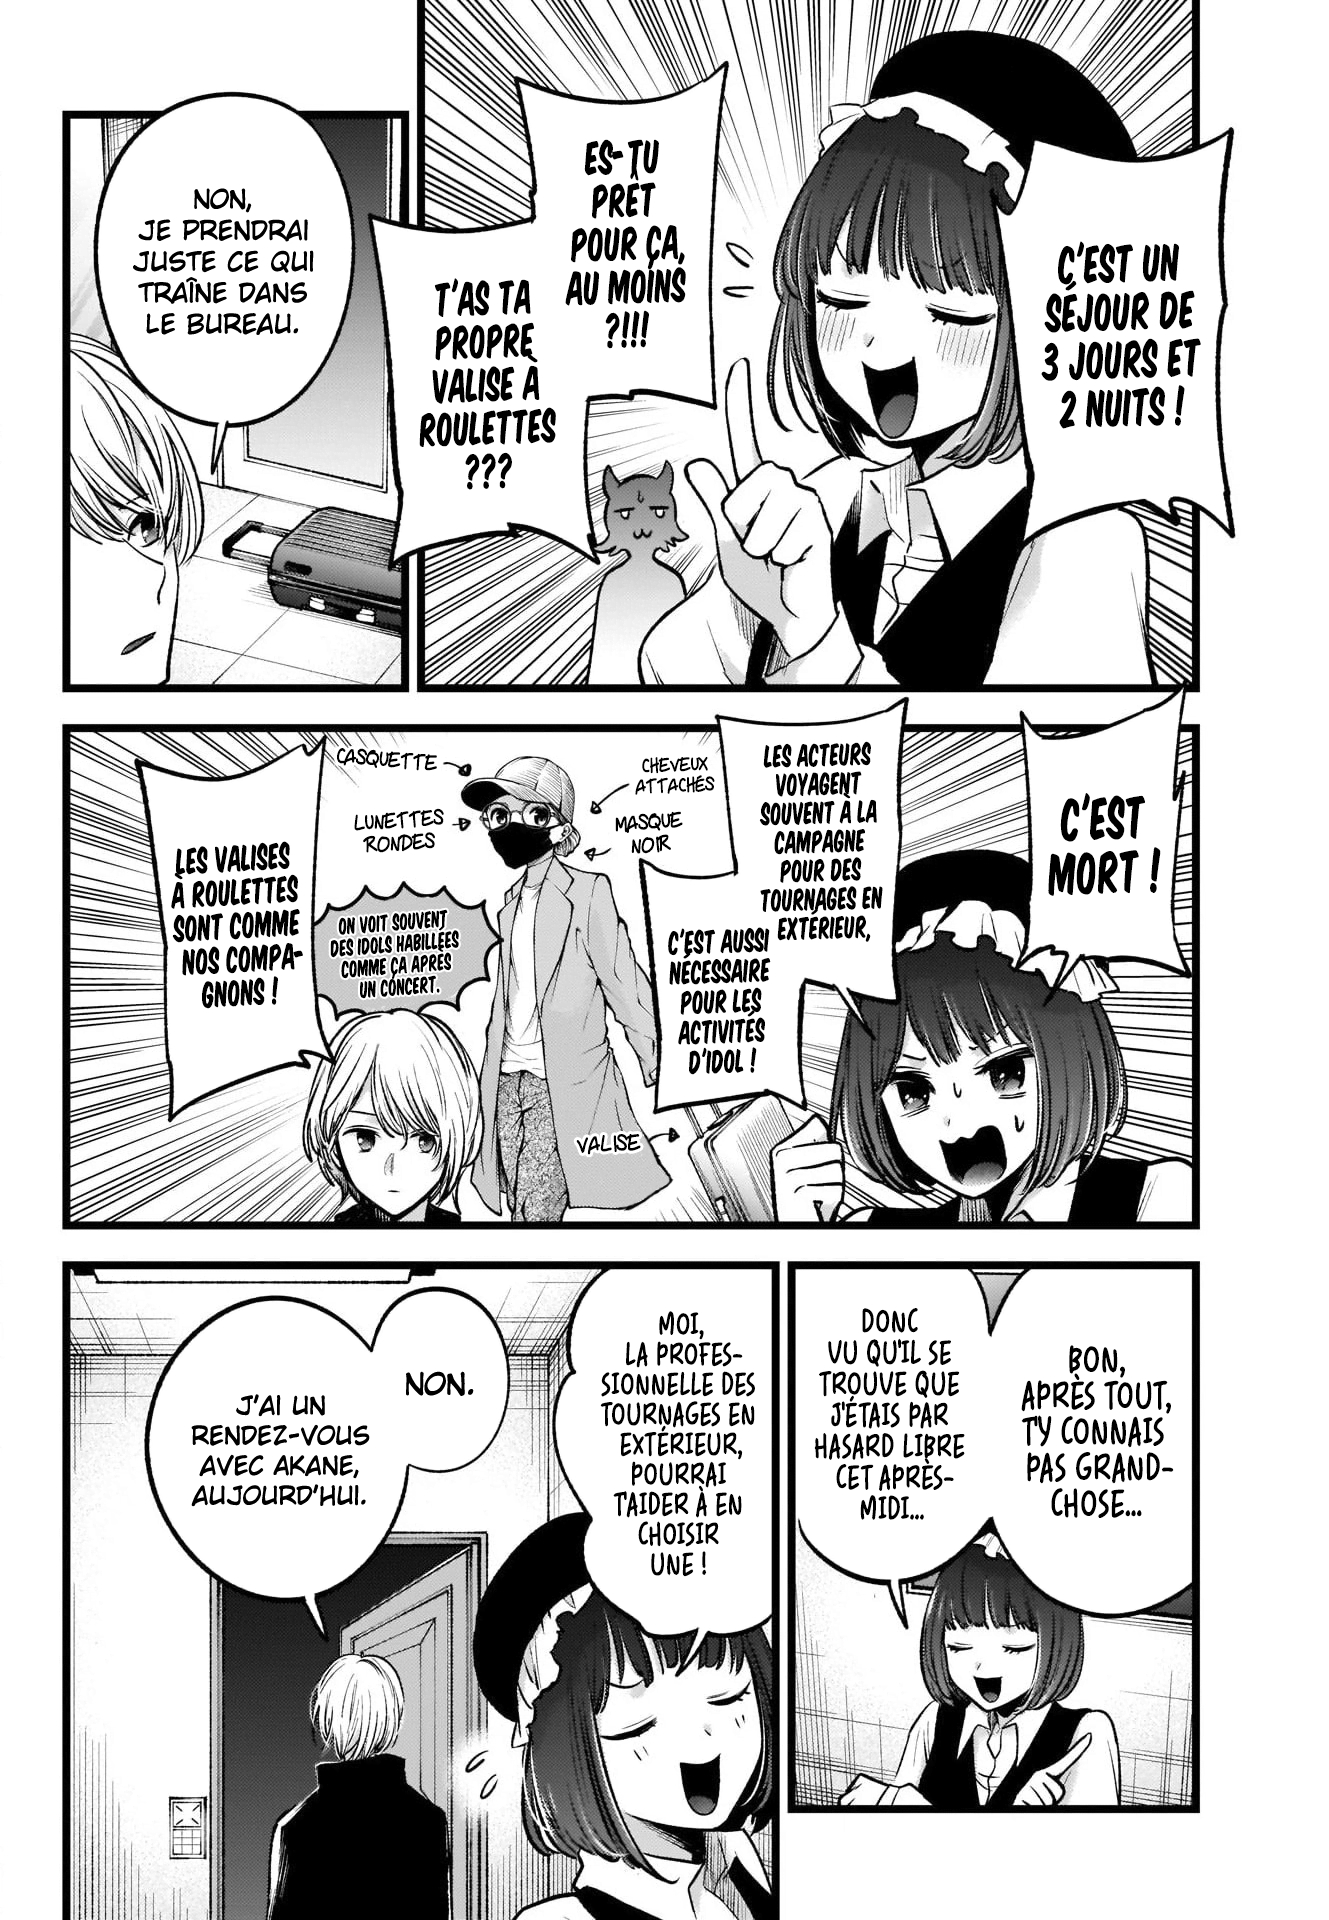 C'EST UN
SÉJOUR DE
3 JOURS ET
2 NUITS !
ES-TU
PRÊT
POUR ÇA,
AU MOINS
?!!!
T'AS TA
PROPRE
VALISE À
ROULETTES
???
NON,
JE PRENDRAI
JUSTE CE QUI
TRAÎNE DANS
LE BUREAU.
C'EST
MORT !
LES ACTEURS
VOYAGENT
SOUVENT À LA
CAMPAGNE
POUR DES
TOURNAGES EN
EXTÉRIEUR,
C'EST AUSSI
NÉCESSAIRE
POUR LES
ACTIVITÉS
D'IDOL !
CHEVEUX
ATTACHÉS
MASQUE
NOIR
CASQUETTE
LUNETTES
RONDES
VALISE
ON VOIT SOUVENT
DES IDOLS HABILLÉES
COMME ÇA APRÈS
UN CONCERT.
LES VALISES
À ROULETTES
SONT COMME
NOS COMPA-
GNONS !
BON,
APRÈS TOUT,
T'Y CONNAIS
PAS GRAND-
CHOSE...
DONC
VU QU'IL SE
TROUVE QUE
J'ÉTAIS PAR
HASARD LIBRE
CET APRÈS-
MIDI...
MOI,
LA PROFES-
SIONNELLE DES
TOURNAGES EN
EXTÉRIEUR,
POURRAI
T'AIDER À EN
CHOISIR
UNE !
NON.
J'AI UN
RENDEZ-VOUS
AVEC AKANE,
AUJOURD'HUI.